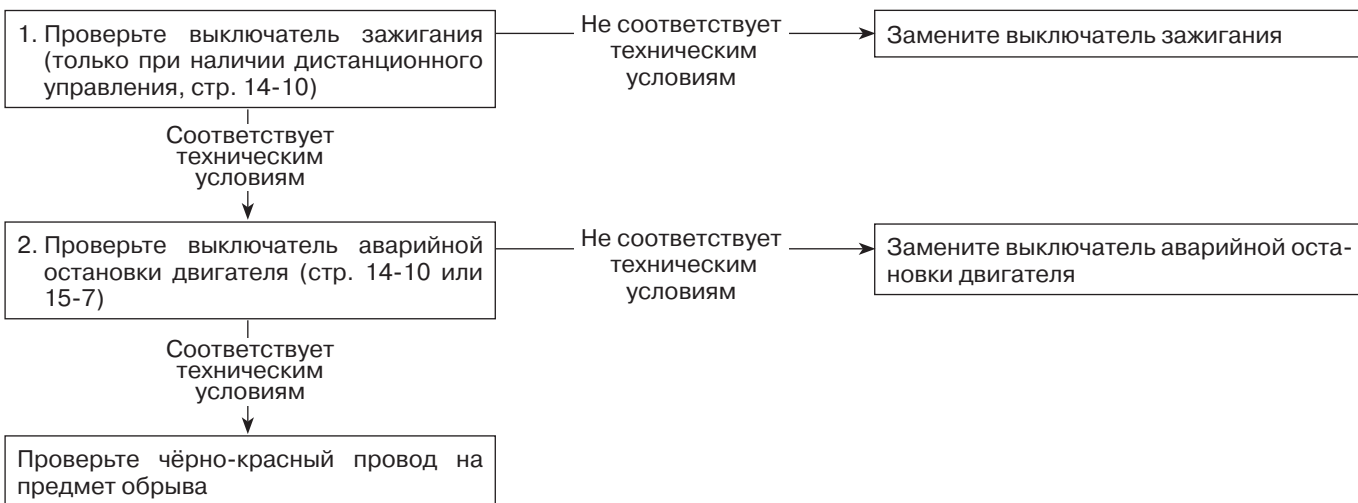 1. Проверьте выключатель зажигания
(только при наличии дистанционного
управления, стр. 14-10)
Не соответствует
техническим
условиям
Замените выключатель зажигания
Соответствует
техническим
условиям
2. Проверьте выключатель аварийной
остановки двигателя (стр. 14-10 или
15-7)
Не соответствует
техническим
условиям
Замените выключатель аварийной оста-
новки двигателя
Соответствует
техническим
условиям
Проверьте чёрно-красный провод на
предмет обрыва